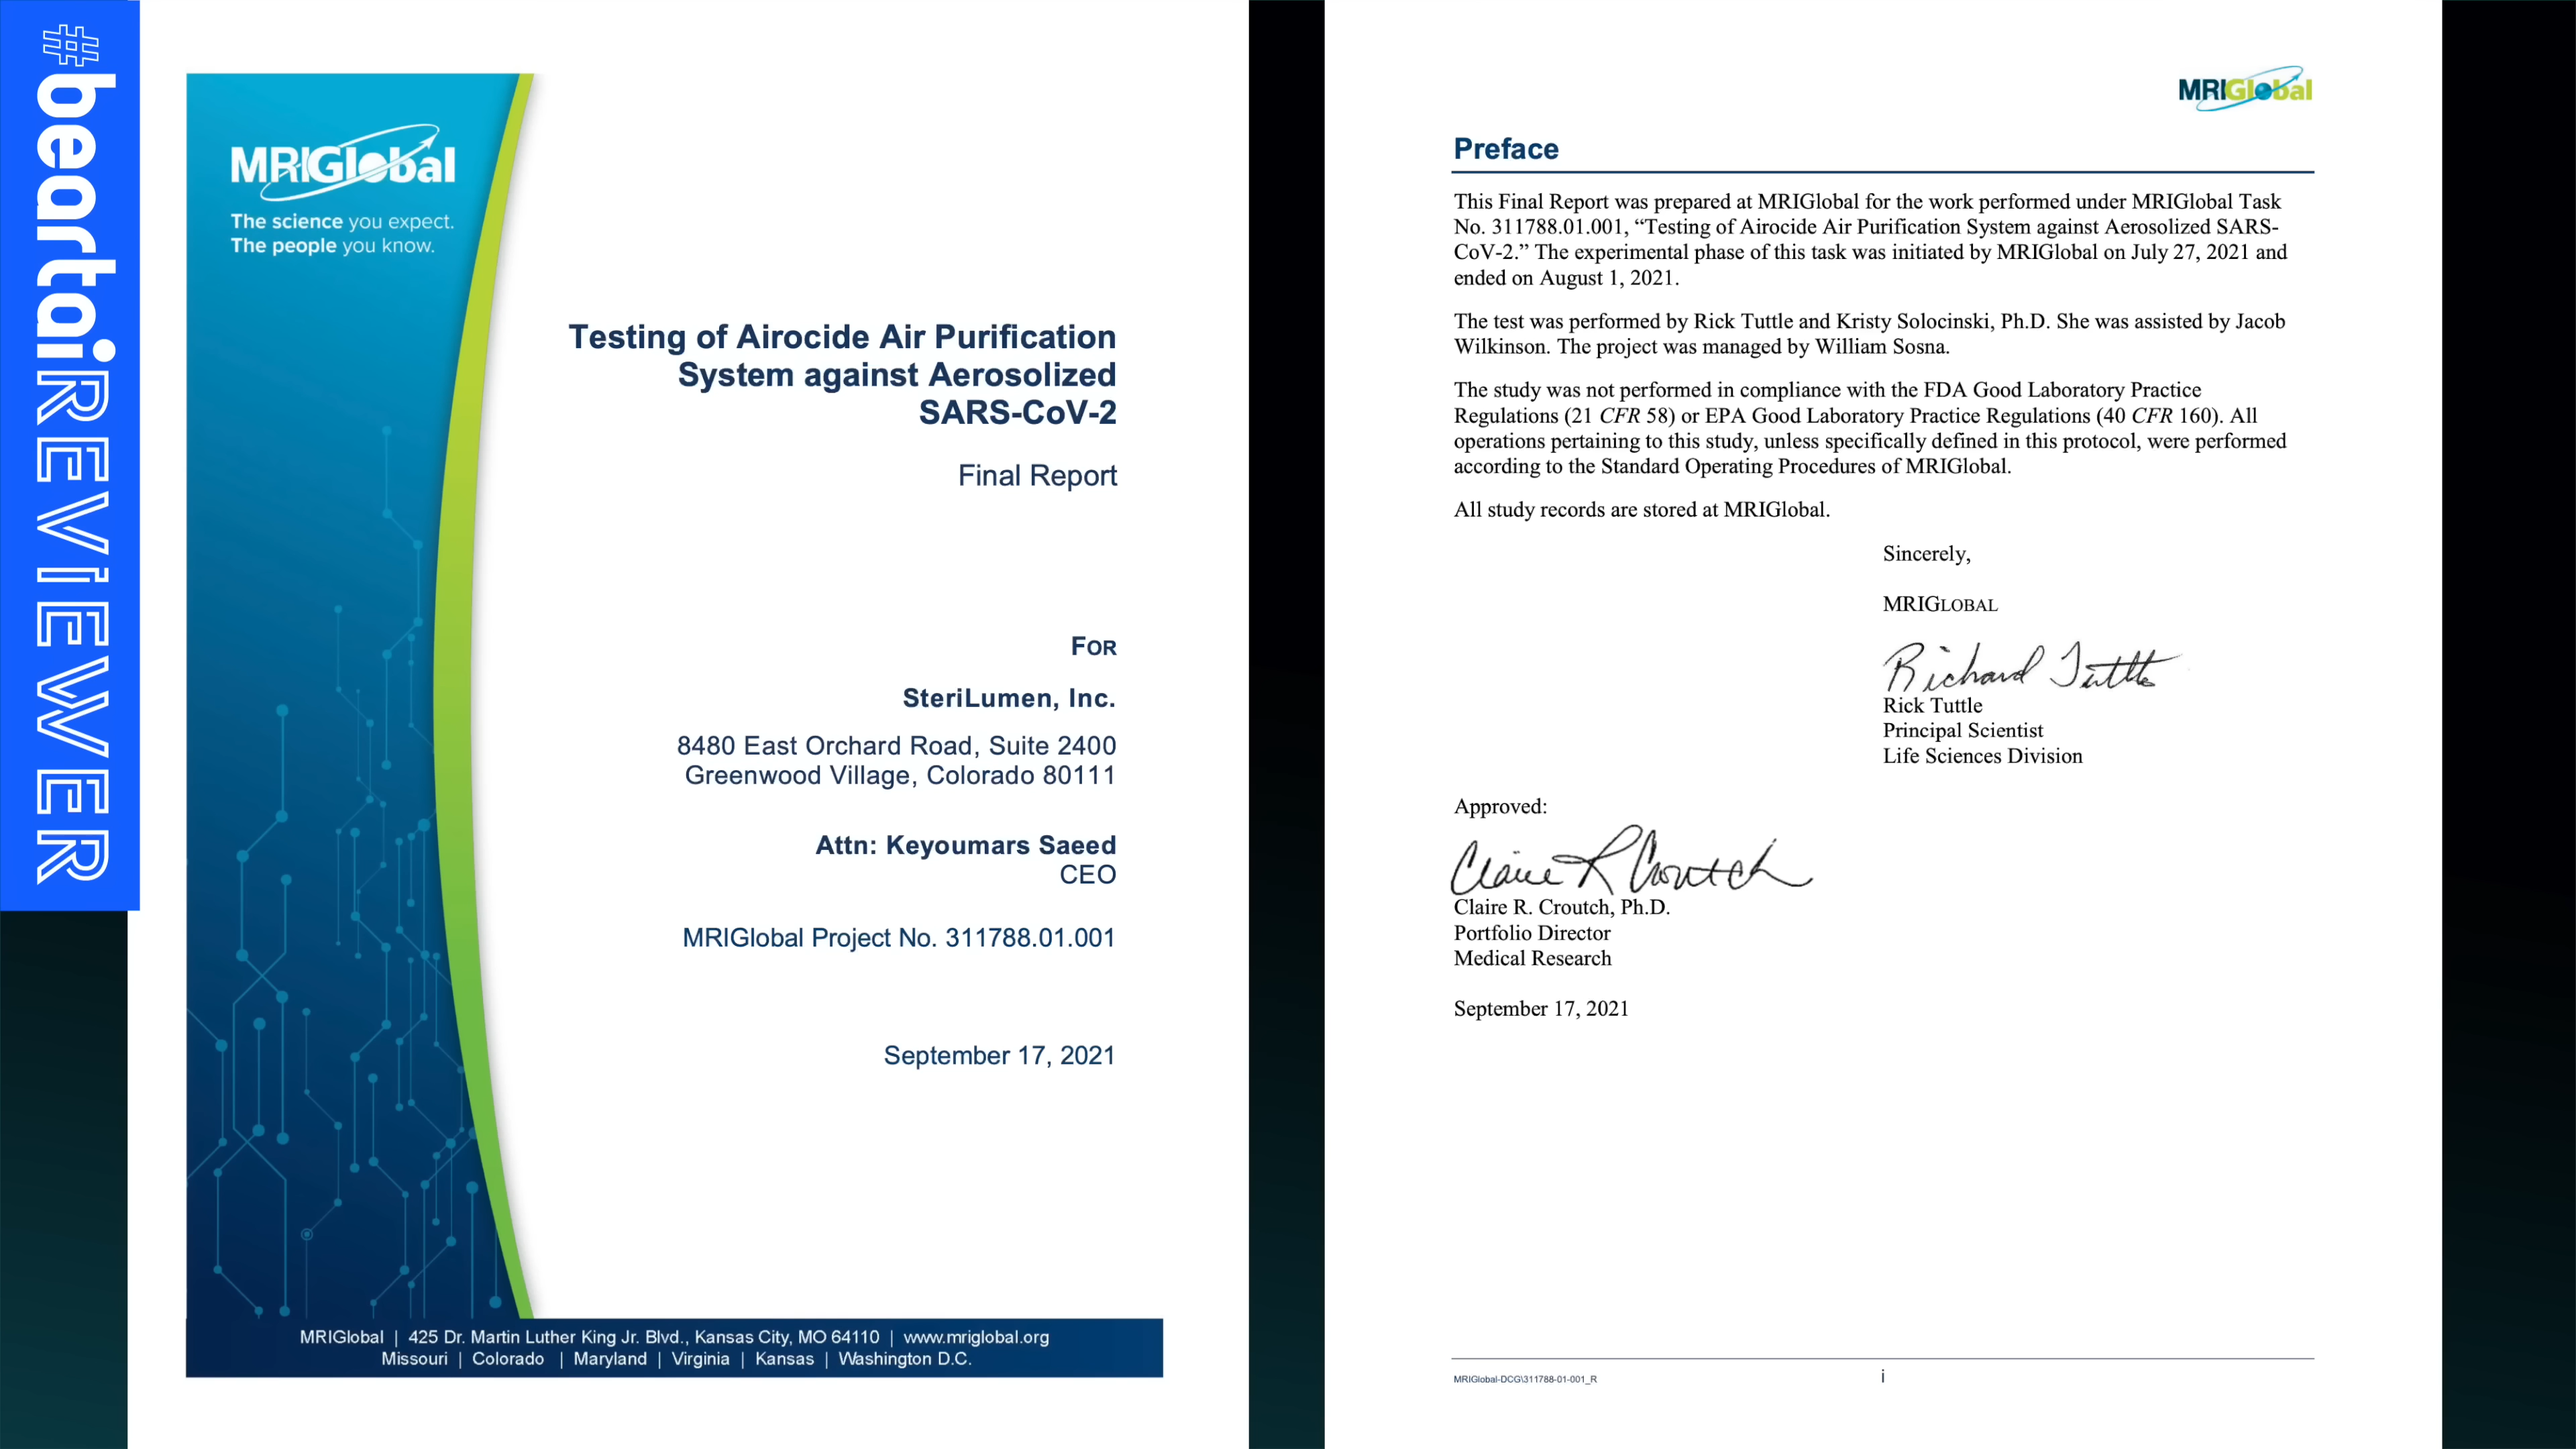 #beartaiREVIEWER
MRIGlobal
The science you expect.
The people you know.
Testing of Airocide Air Purification
System against Aerosolized
SARS-CoV-2
Final Report
FOR
SteriLumen, Inc.
8480 East Orchard Road, Suite 2400
Greenwood Village, Colorado 80111
Attn: Keyoumars Saeed
CEO
MRIGlobal Project No. 311788.01.001
September 17, 2021
MRIGlobal | 425 Dr. Martin Luther King Jr. Blvd., Kansas City, MO 64110 | www.mriglobal.org
Missouri | Colorado | Maryland | Virginia | Kansas | Washington D.C.
MRIGlobal
Preface
This Final Report was prepared at MRIGlobal for the work performed under MRIGlobal Task
No. 311788.01.001, “Testing of Airocide Air Purification System against Aerosolized SARS-
CoV-2.” The experimental phase of this task was initiated by MRIGlobal on July 27, 2021 and
ended on August 1, 2021.
The test was performed by Rick Tuttle and Kristy Solocinski, Ph.D. She was assisted by Jacob
Wilkinson. The project was managed by William Sosna.
The study was not performed in compliance with the FDA Good Laboratory Practice
Regulations (21 CFR 58) or EPA Good Laboratory Practice Regulations (40 CFR 160). All
operations pertaining to this study, unless specifically defined in this protocol, were performed
according to the Standard Operating Procedures of MRIGlobal.
All study records are stored at MRIGlobal.
Sincerely,
MRIGLOBAL
Richard Tuttle
Rick Tuttle
Principal Scientist
Life Sciences Division
Approved:
Claire R Croutch
Claire R. Croutch, Ph.D.
Portfolio Director
Medical Research
September 17, 2021
MRIGlobal-DCG\311788-01-001_R
i